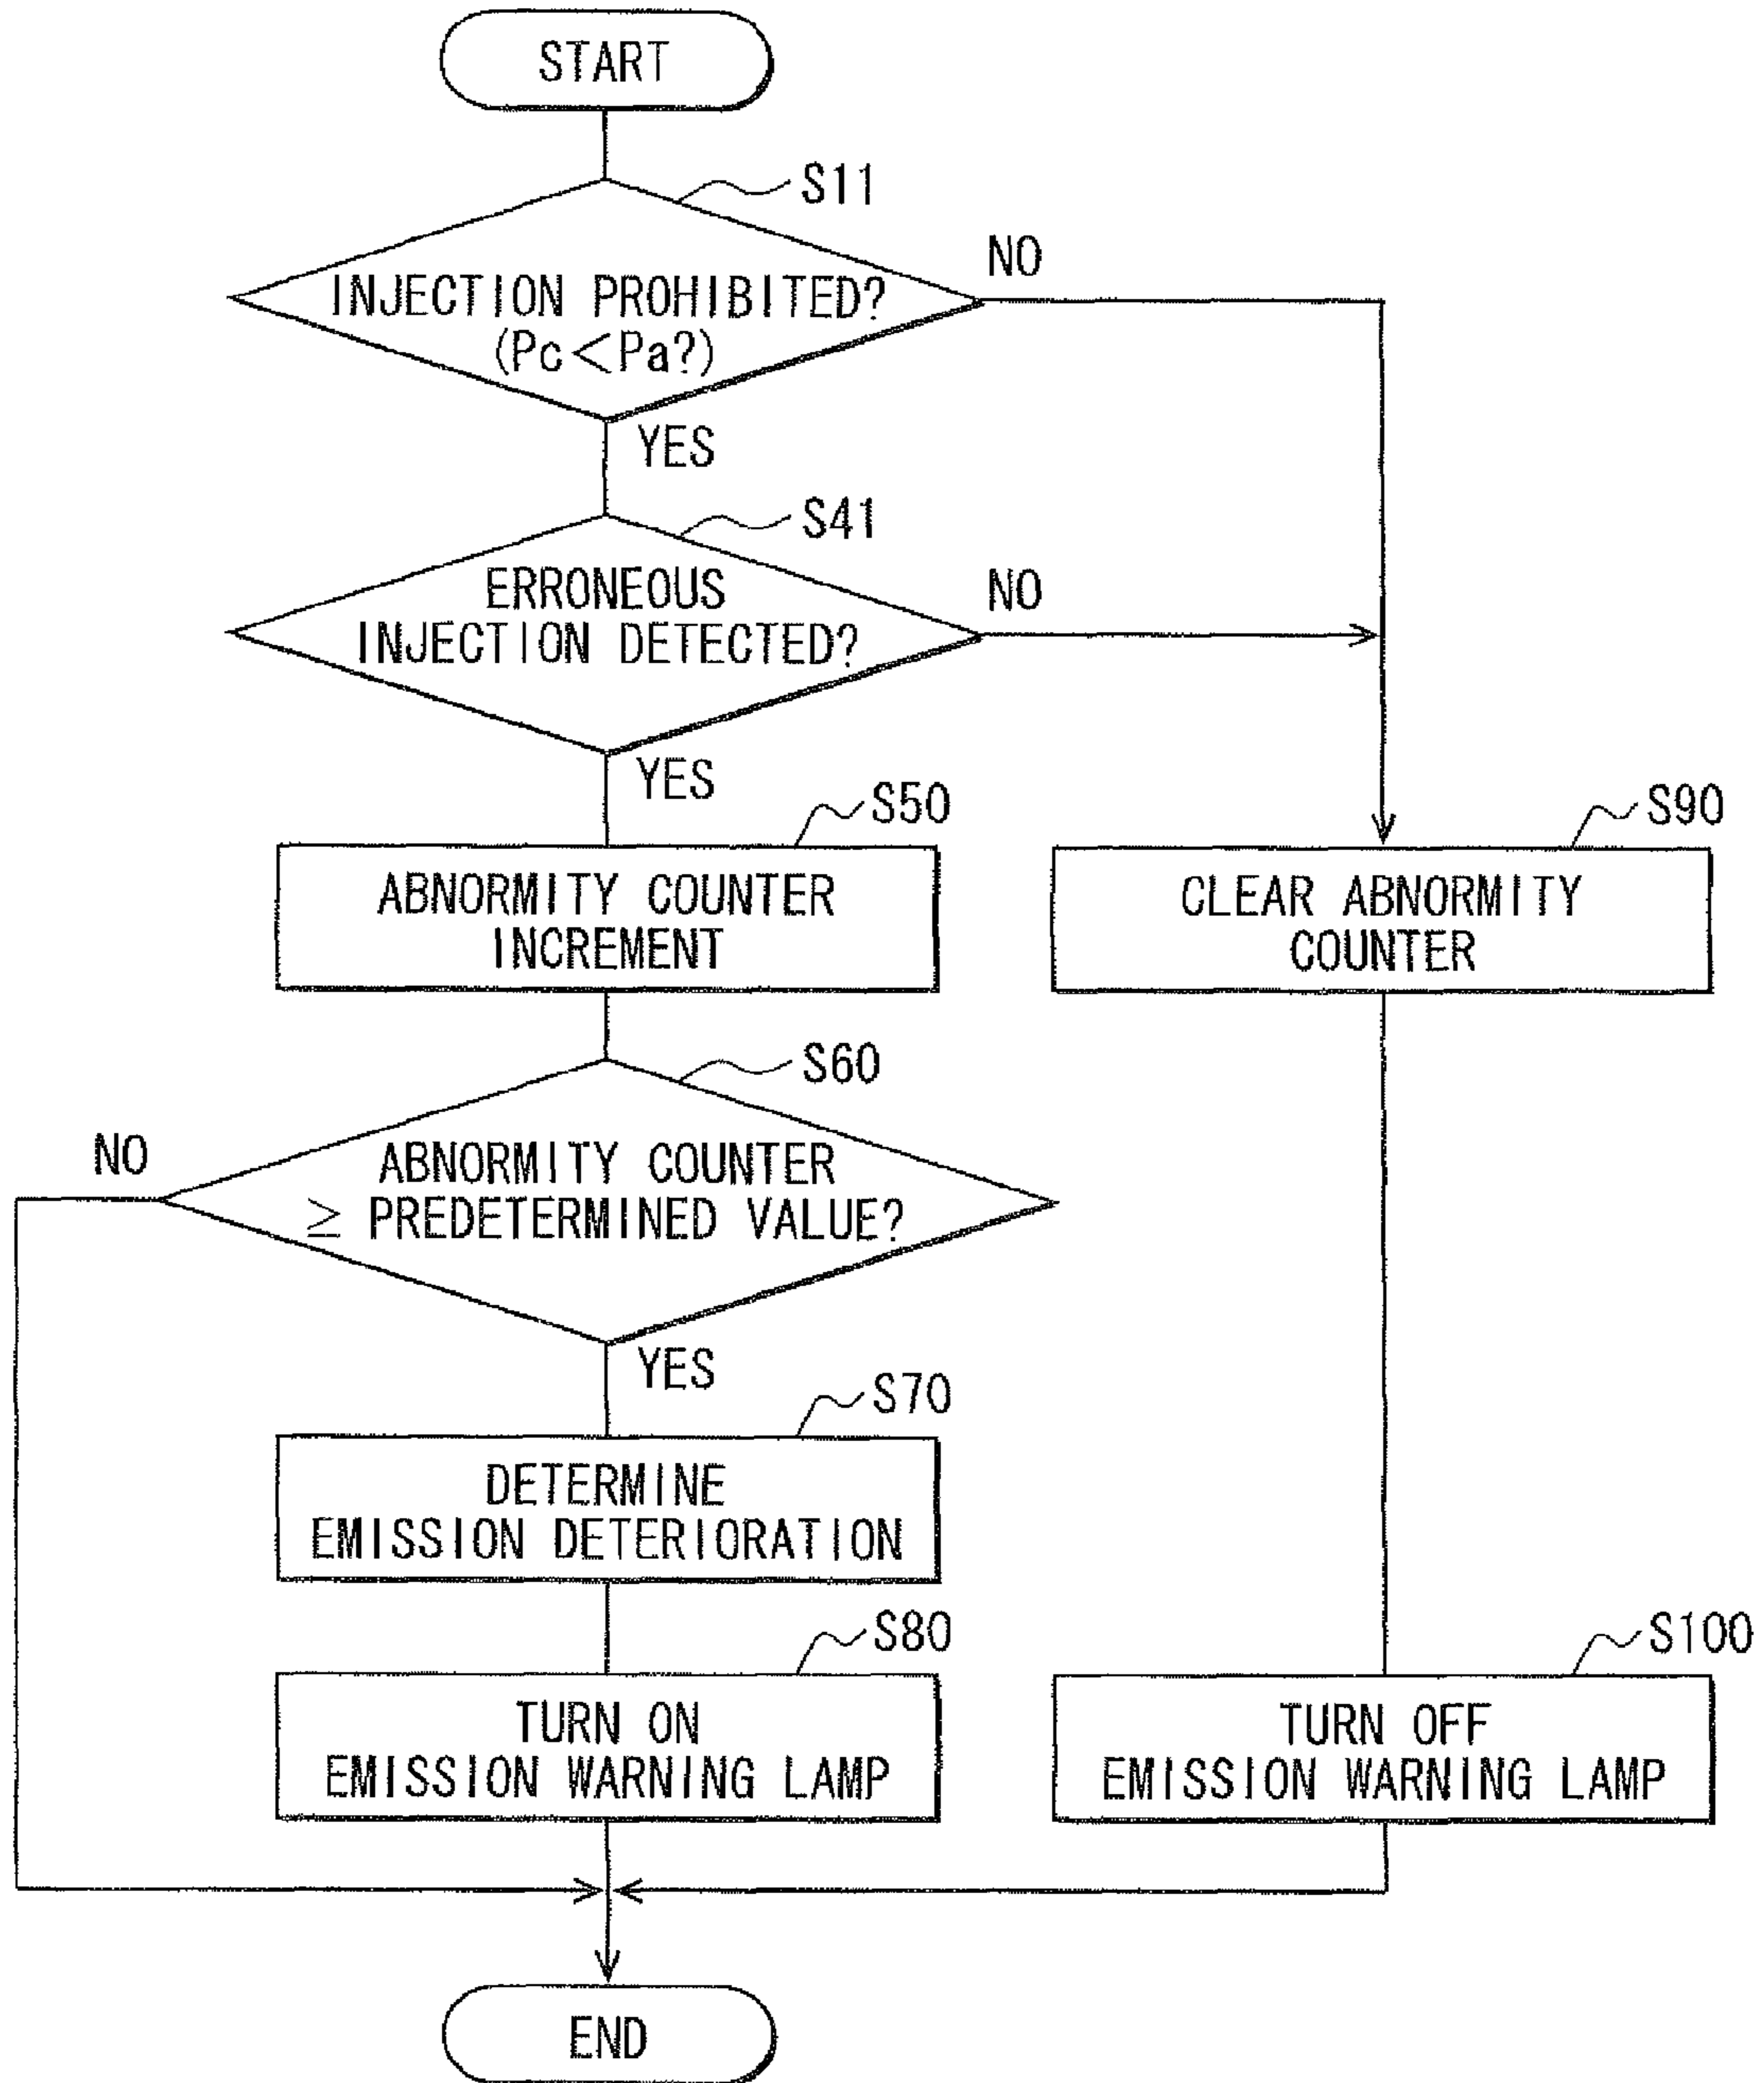 START
S11
INJECTION PROHIBITED?
(Pc<Pa?)
NO
YES
S41
ERRONEOUS
INJECTION DETECTED?
NO
YES
S50
ABNORMITY COUNTER
INCREMENT
S90
CLEAR ABNORMITY
COUNTER
S60
ABNORMITY COUNTER
≥ PREDETERMINED VALUE?
NO
YES
S70
DETERMINE
EMISSION DETERIORATION
S80
TURN ON
EMISSION WARNING LAMP
S100
TURN OFF
EMISSION WARNING LAMP
END